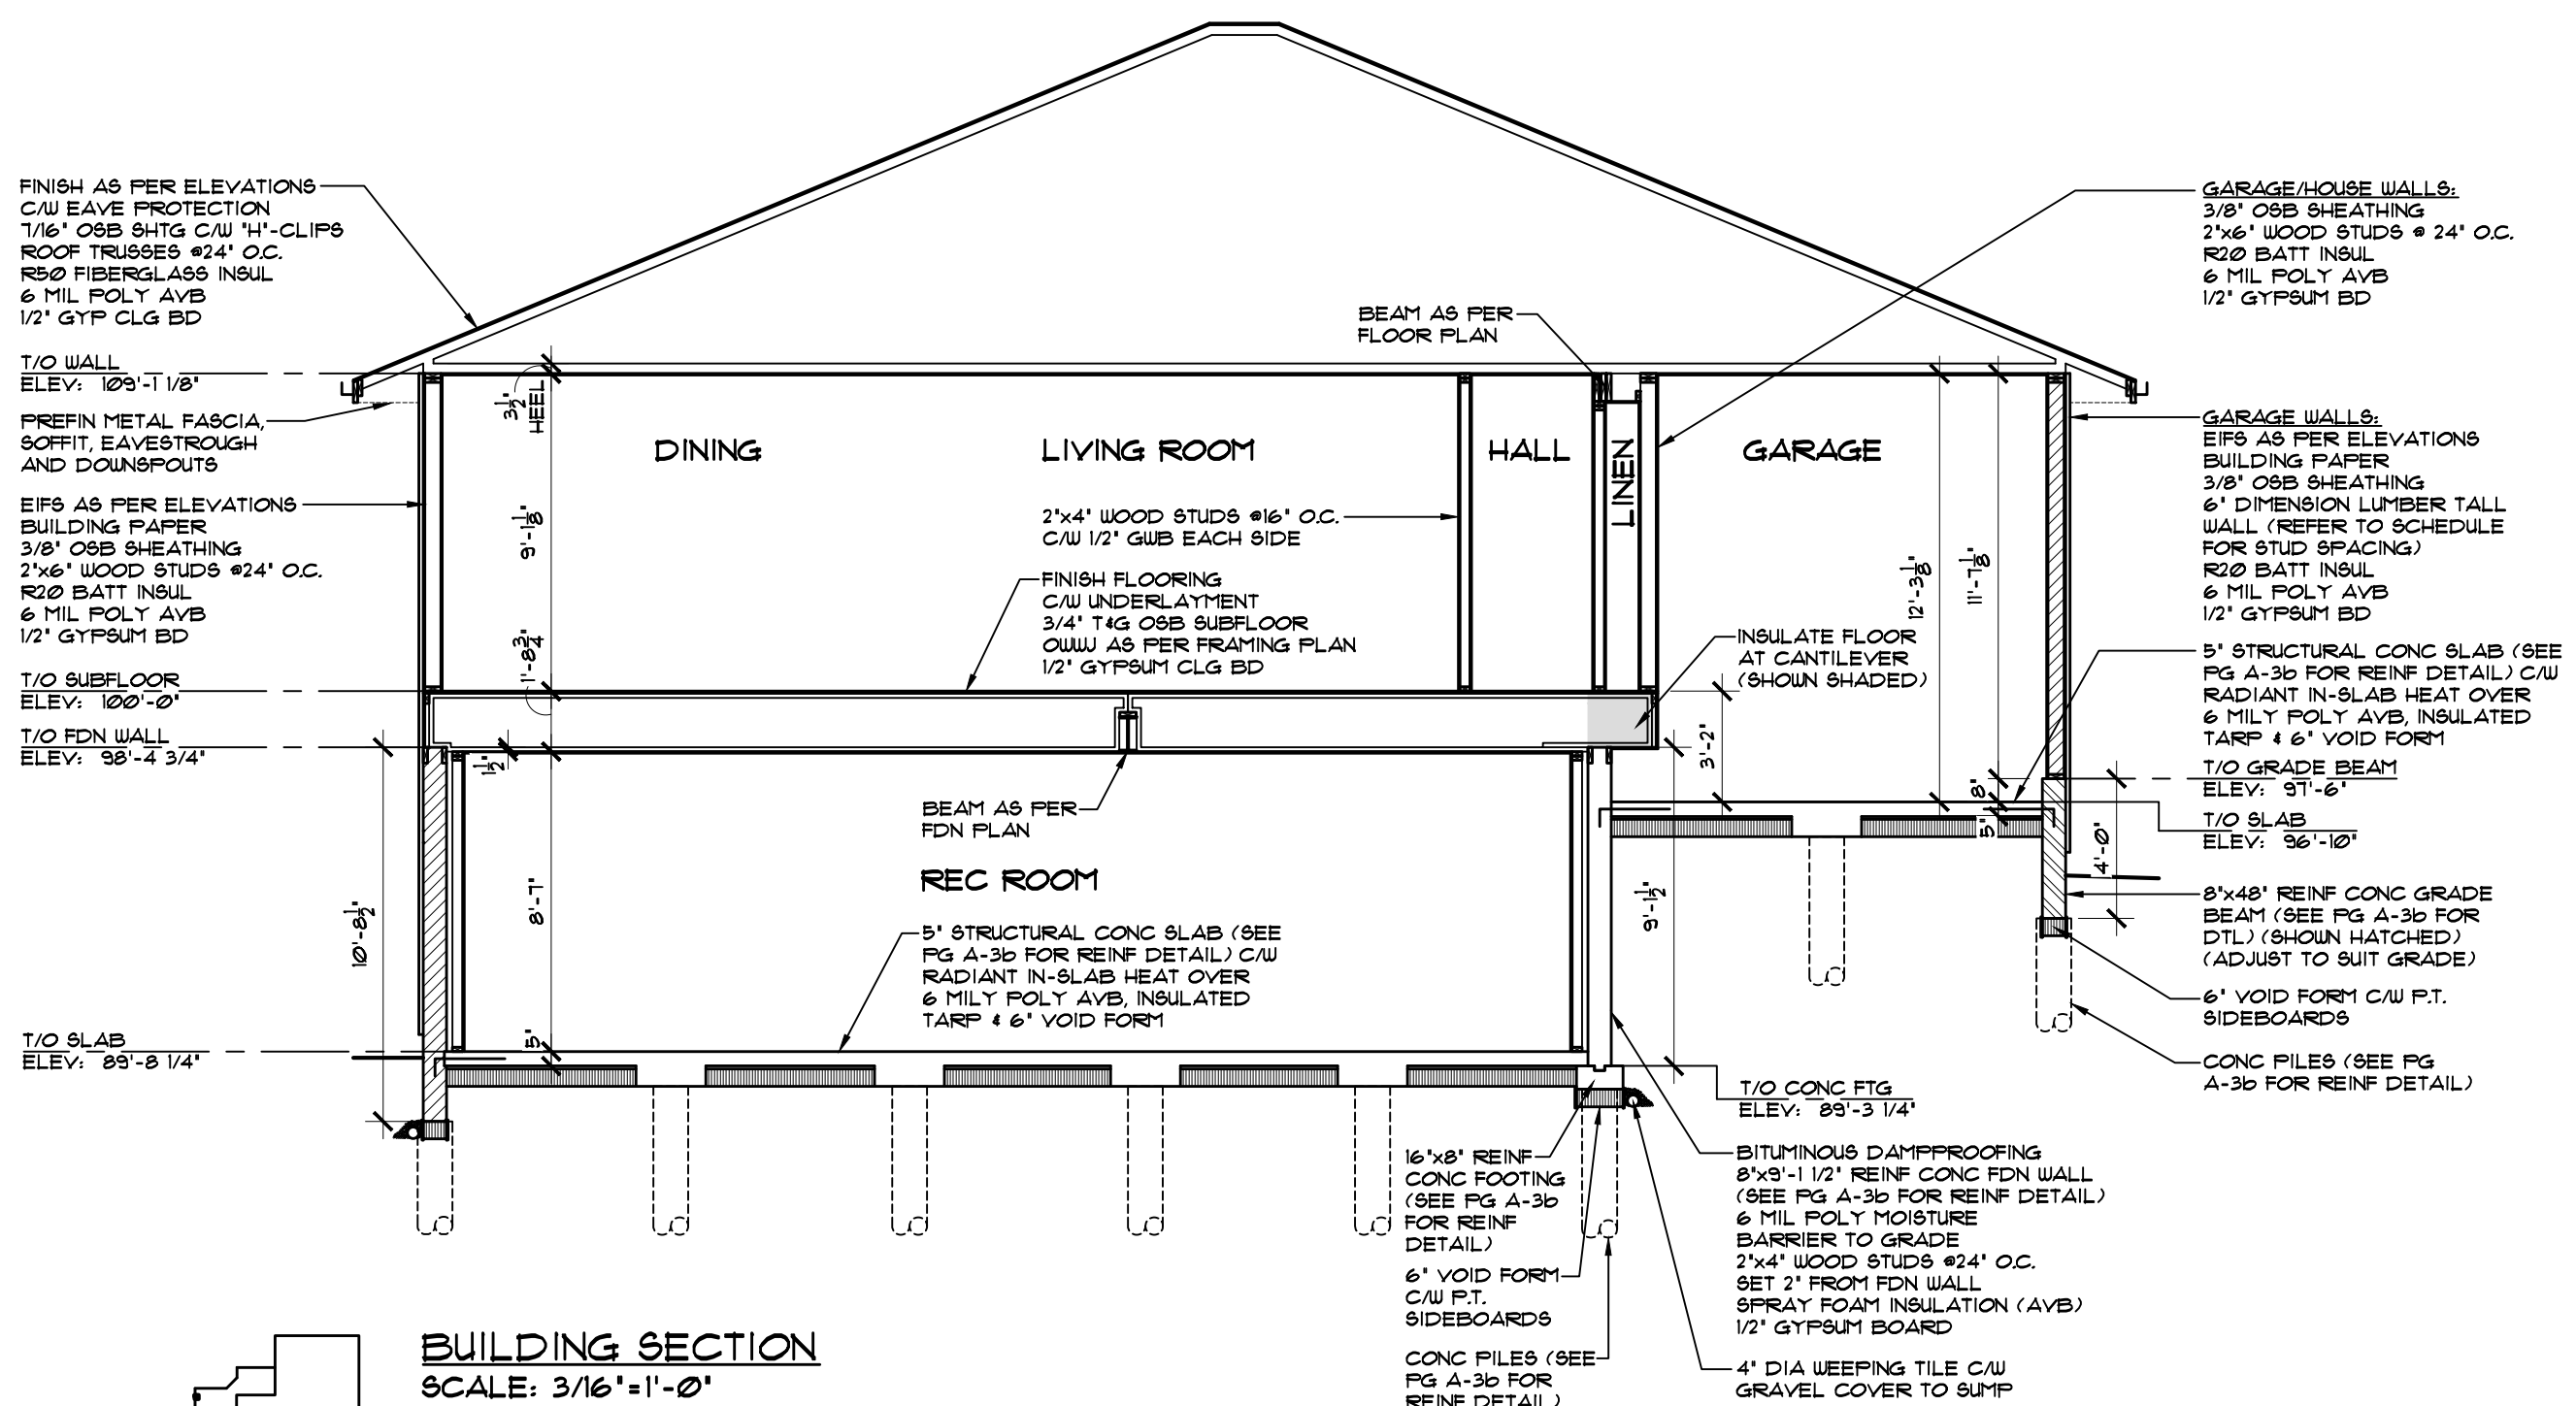 FINISH AS PER ELEVATIONS
C/W EAVE PROTECTION
7/16" OSB SHTG C/W "H"-CLIPS
ROOF TRUSSES @24" O.C.
R50 FIBERGLASS INSUL
6 MIL POLY AVB
1/2" GYP CLG BD
T/O WALL
ELEV: 109'-1 1/8"
PREFIN METAL FASCIA,
SOFFIT, EAVESTROUGH
AND DOWNSPOUTS
EIFS AS PER ELEVATIONS
BUILDING PAPER
3/8" OSB SHEATHING
2"x6" WOOD STUDS @24" O.C.
R20 BATT INSUL
6 MIL POLY AVB
1/2" GYPSUM BD
T/O SUBFLOOR
ELEV: 100'-0"
T/O FDN WALL
ELEV: 98'-4 3/4"
T/O SLAB
ELEV: 89'-8 1/4"
3 1/2"
HEEL
9'-1 1/8"
1'-8 3/4"
1 1/2"
8'-7"
10'-8 1/2"
5"
DINING
LIVING ROOM
HALL
LINEN
GARAGE
BEAM AS PER
FLOOR PLAN
2"x4" WOOD STUDS @16" O.C.
C/W 1/2" GWB EACH SIDE
FINISH FLOORING
C/W UNDERLAYMENT
3/4" T&G OSB SUBFLOOR
OWWJ AS PER FRAMING PLAN
1/2" GYPSUM CLG BD
INSULATE FLOOR
AT CANTILEVER
(SHOWN SHADED)
BEAM AS PER
FDN PLAN
REC ROOM
5" STRUCTURAL CONC SLAB (SEE
PG A-3b FOR REINF DETAIL) C/W
RADIANT IN-SLAB HEAT OVER
6 MILY POLY AVB, INSULATED
TARP & 6" VOID FORM
3'-2"
9'-1 1/2"
12'-3 1/8"
11'-7 1/8"
8"
5"
4'-0"
GARAGE/HOUSE WALLS:
3/8" OSB SHEATHING
2"x6" WOOD STUDS @ 24" O.C.
R20 BATT INSUL
6 MIL POLY AVB
1/2" GYPSUM BD
GARAGE WALLS:
EIFS AS PER ELEVATIONS
BUILDING PAPER
3/8" OSB SHEATHING
6" DIMENSION LUMBER TALL
WALL (REFER TO SCHEDULE
FOR STUD SPACING)
R20 BATT INSUL
6 MIL POLY AVB
1/2" GYPSUM BD
5" STRUCTURAL CONC SLAB (SEE
PG A-3b FOR REINF DETAIL) C/W
RADIANT IN-SLAB HEAT OVER
6 MILY POLY AVB, INSULATED
TARP & 6" VOID FORM
T/O GRADE BEAM
ELEV: 97'-6"
T/O SLAB
ELEV: 96'-10"
8"x48" REINF CONC GRADE
BEAM (SEE PG A-3b FOR
DTL) (SHOWN HATCHED)
(ADJUST TO SUIT GRADE)
6" VOID FORM C/W P.T.
SIDEBOARDS
CONC PILES (SEE PG
A-3b FOR REINF DETAIL)
T/O CONC FTG
ELEV: 89'-3 1/4"
16"x8" REINF
CONC FOOTING
(SEE PG A-3b
FOR REINF
DETAIL)
6" VOID FORM
C/W P.T.
SIDEBOARDS
CONC PILES (SEE
PG A-3b FOR
REINF DETAIL)
BITUMINOUS DAMPPROOFING
8"x9'-1 1/2" REINF CONC FDN WALL
(SEE PG A-3b FOR REINF DETAIL)
6 MIL POLY MOISTURE
BARRIER TO GRADE
2"x4" WOOD STUDS @24" O.C.
SET 2" FROM FDN WALL
SPRAY FOAM INSULATION (AVB)
1/2" GYPSUM BOARD
4" DIA WEEPING TILE C/W
GRAVEL COVER TO SUMP
BUILDING SECTION
SCALE: 3/16"=1'-0"